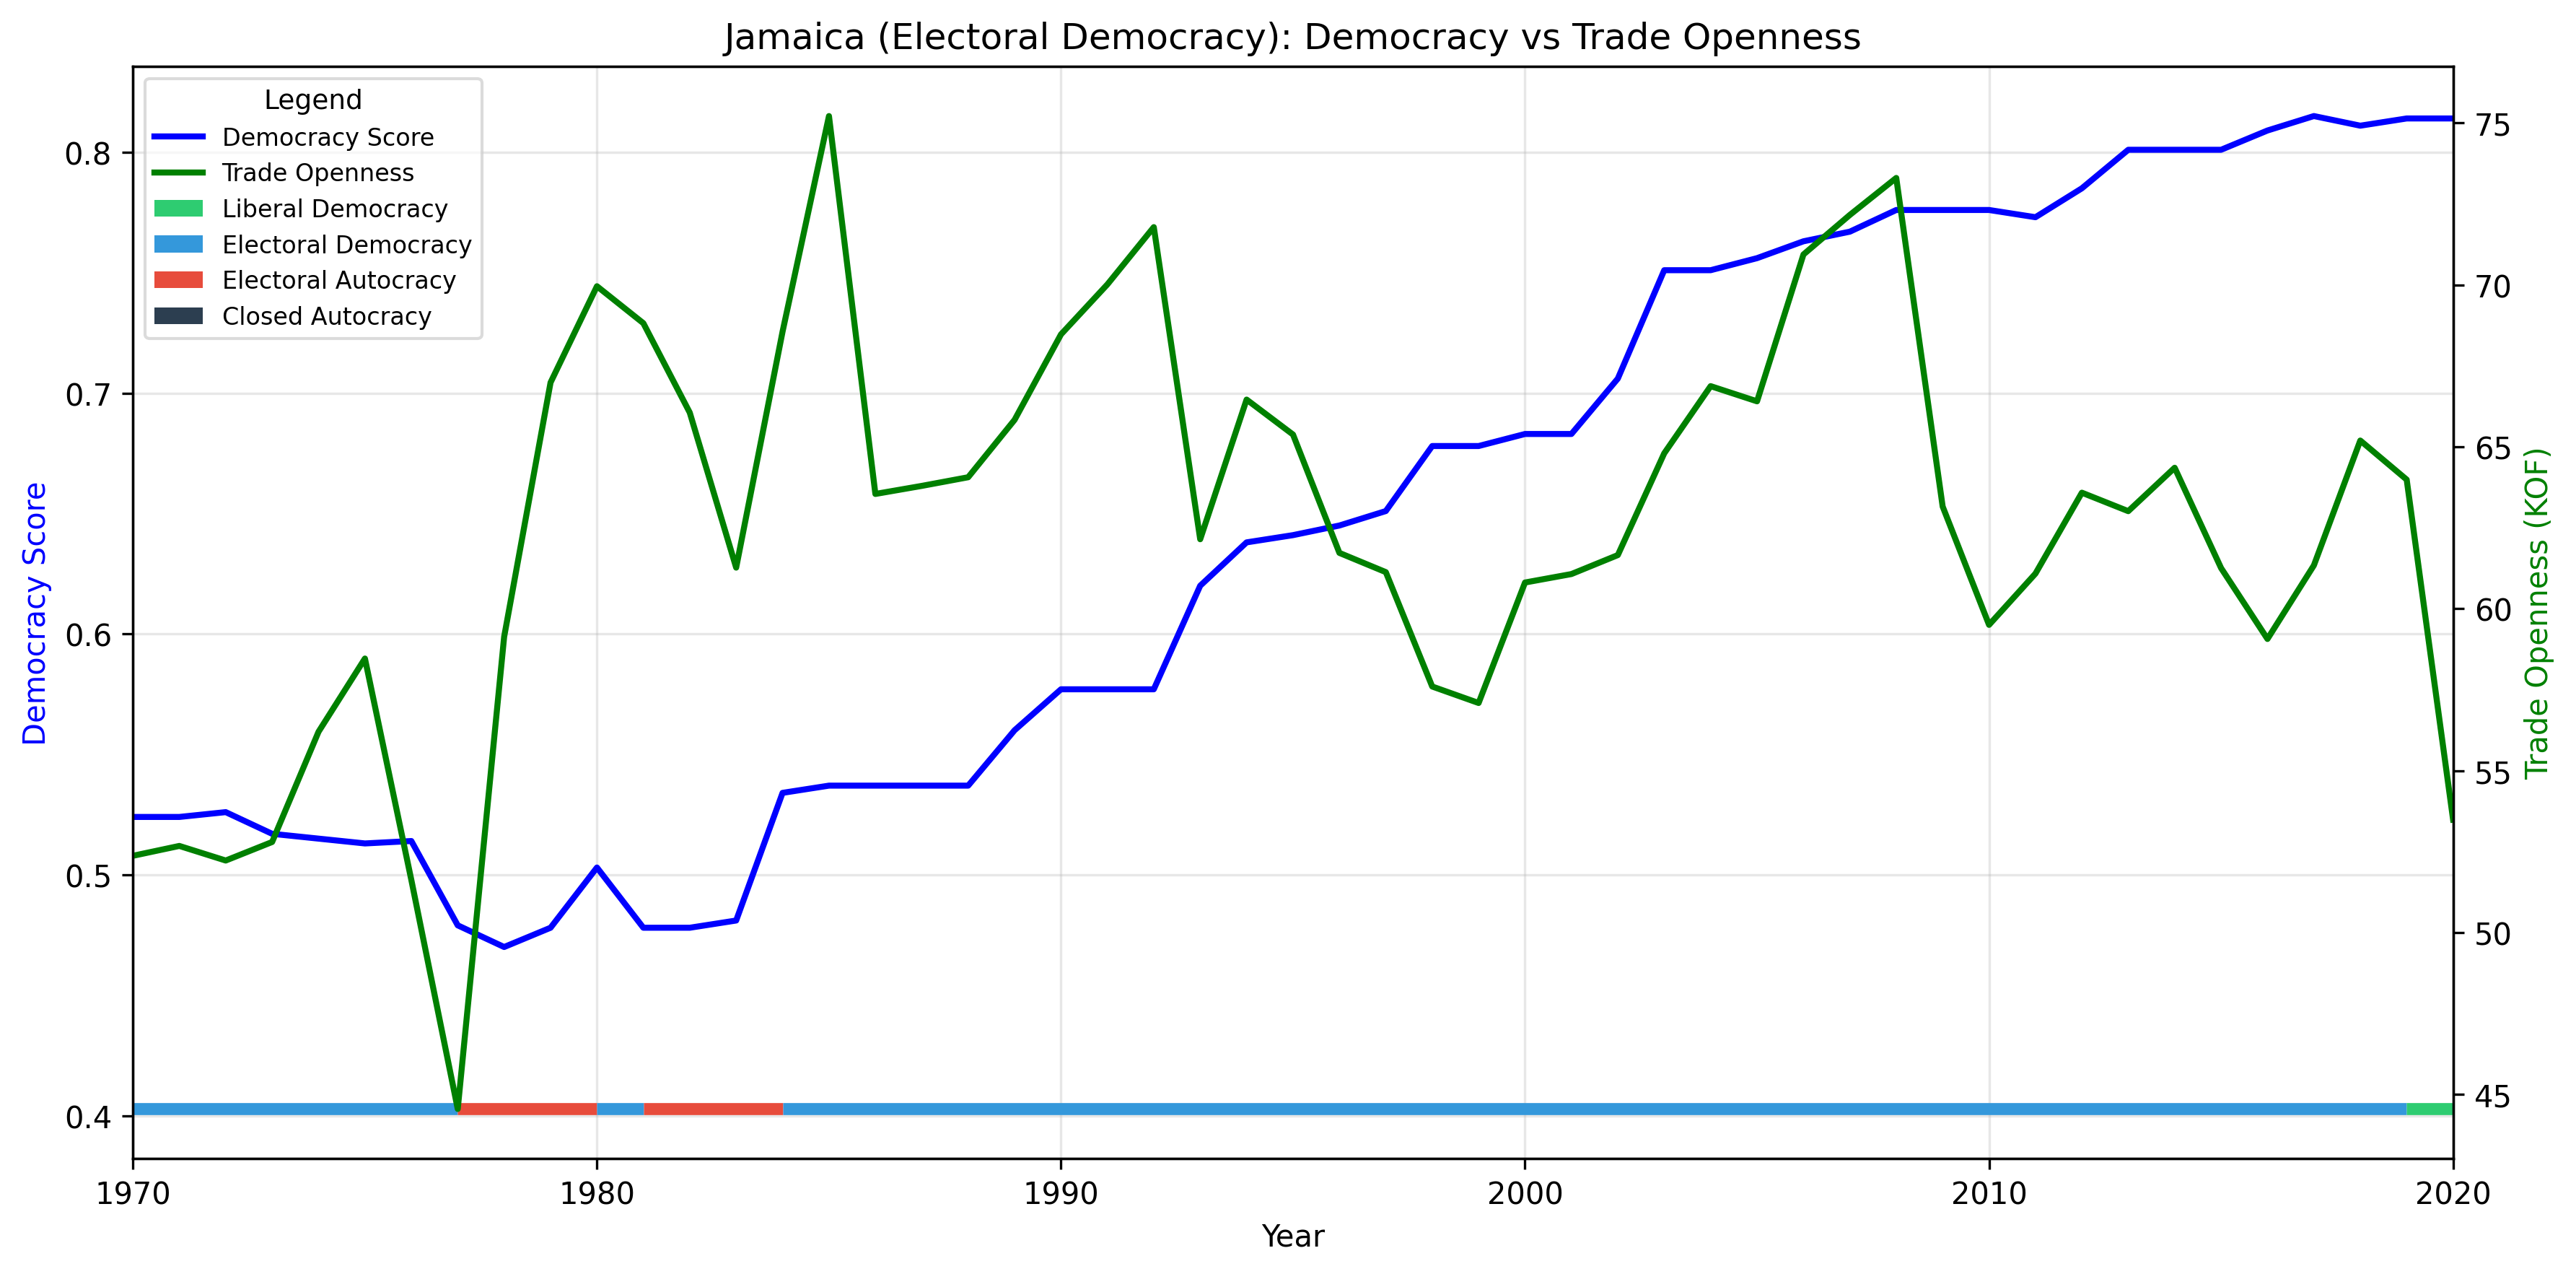 Jamaica (Electoral Democracy): Democracy vs Trade Openness
Legend
Democracy Score
Trade Openness
Liberal Democracy
Electoral Democracy
Electoral Autocracy
Closed Autocracy
Democracy Score
0.8
0.7
0.6
0.5
0.4
75
70
65
60
55
50
45
Trade Openness (KOF)
1970 1980 1990 2000 2010 2020
Year